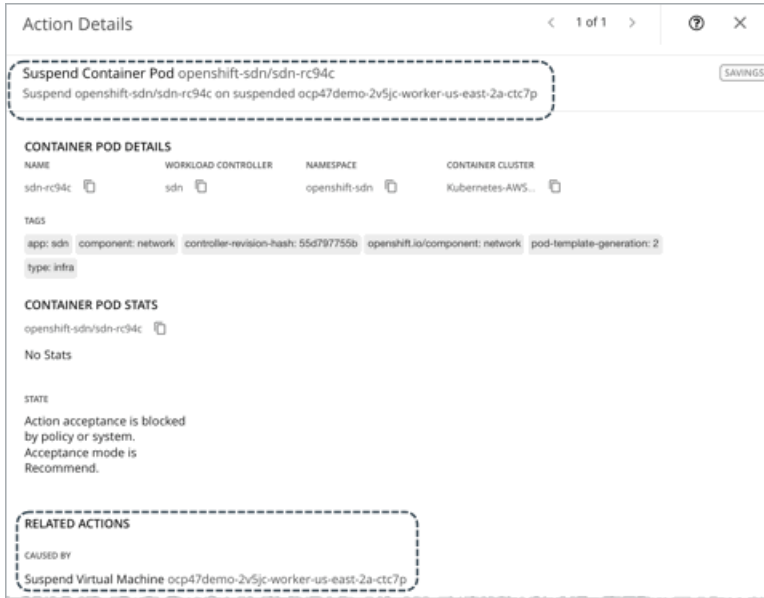 Action Details
1 of 1
Suspend Container Pod openshift-sdn/sdn-rc94c
SAVINGS
Suspend openshift-sdn/sdn-rc94c on suspended ocp47demo-2v5jc-worker-us-east-2a-ctc7p
CONTAINER POD DETAILS
NAME WORKLOAD CONTROLLER NAMESPACE CONTAINER CLUSTER
sdn-rc94c sdn openshift-sdn Kubernetes-AWS...
TAGS
app: sdn component: network controller-revision-hash: 55d797755b openshift.io/component: network pod-template-generation: 2
type: infra
CONTAINER POD STATS
openshift-sdn/sdn-rc94c
No Stats
STATE
Action acceptance is blocked
by policy or system.
Acceptance mode is
Recommend.
RELATED ACTIONS
CAUSED BY
Suspend Virtual Machine ocp47demo-2v5jc-worker-us-east-2a-ctc7p